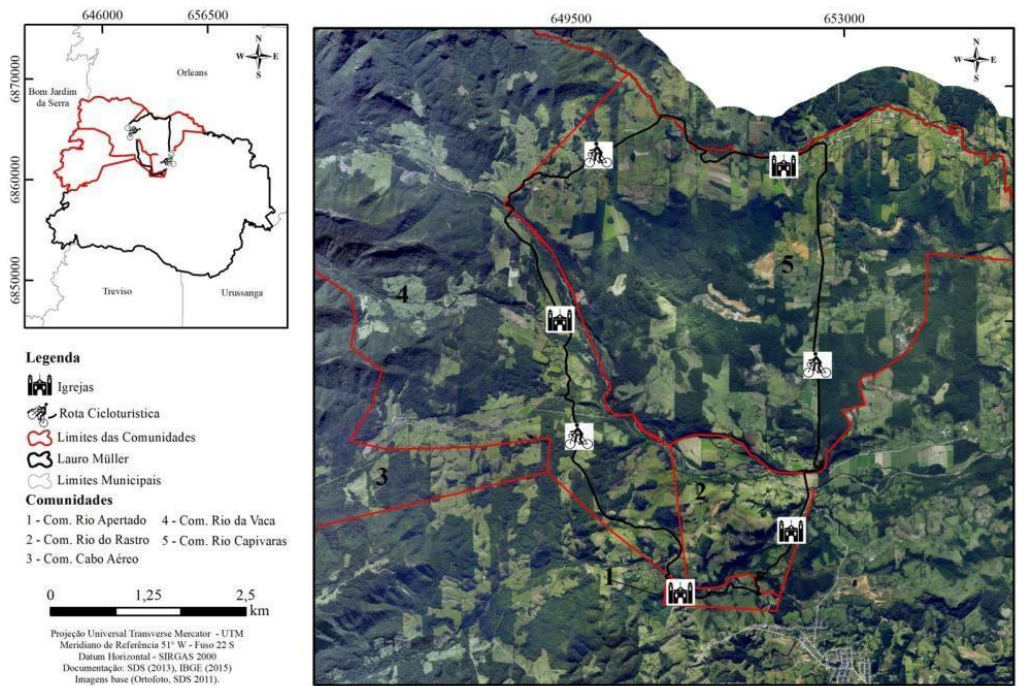 646000 656500
N
W E
S
6870000
6860000
6850000
Orleans
Bom Jardim
da Serra
Treviso
Urussanga
Legenda
Igrejas
Rota Cicloturística
Limites das Comunidades
Lauro Müller
Limites Municipais
Comunidades
1 - Com. Rio Apertado 4 - Com. Rio da Vaca
2 - Com. Rio do Rastro 5 - Com. Rio Capivaras
3 - Com. Cabo Aéreo
0 1,25 2,5
km
Projeção Universal Transverse Mercator - UTM
Meridiano de Referência 51° W - Fuso 22 S
Datum Horizontal - SIRGAS 2000
Documentação: SDS (2013), IBGE (2015)
Imagens base (Ortofoto, SDS 2011).
649500 653000
N
W E
S
5
4
3
2
1